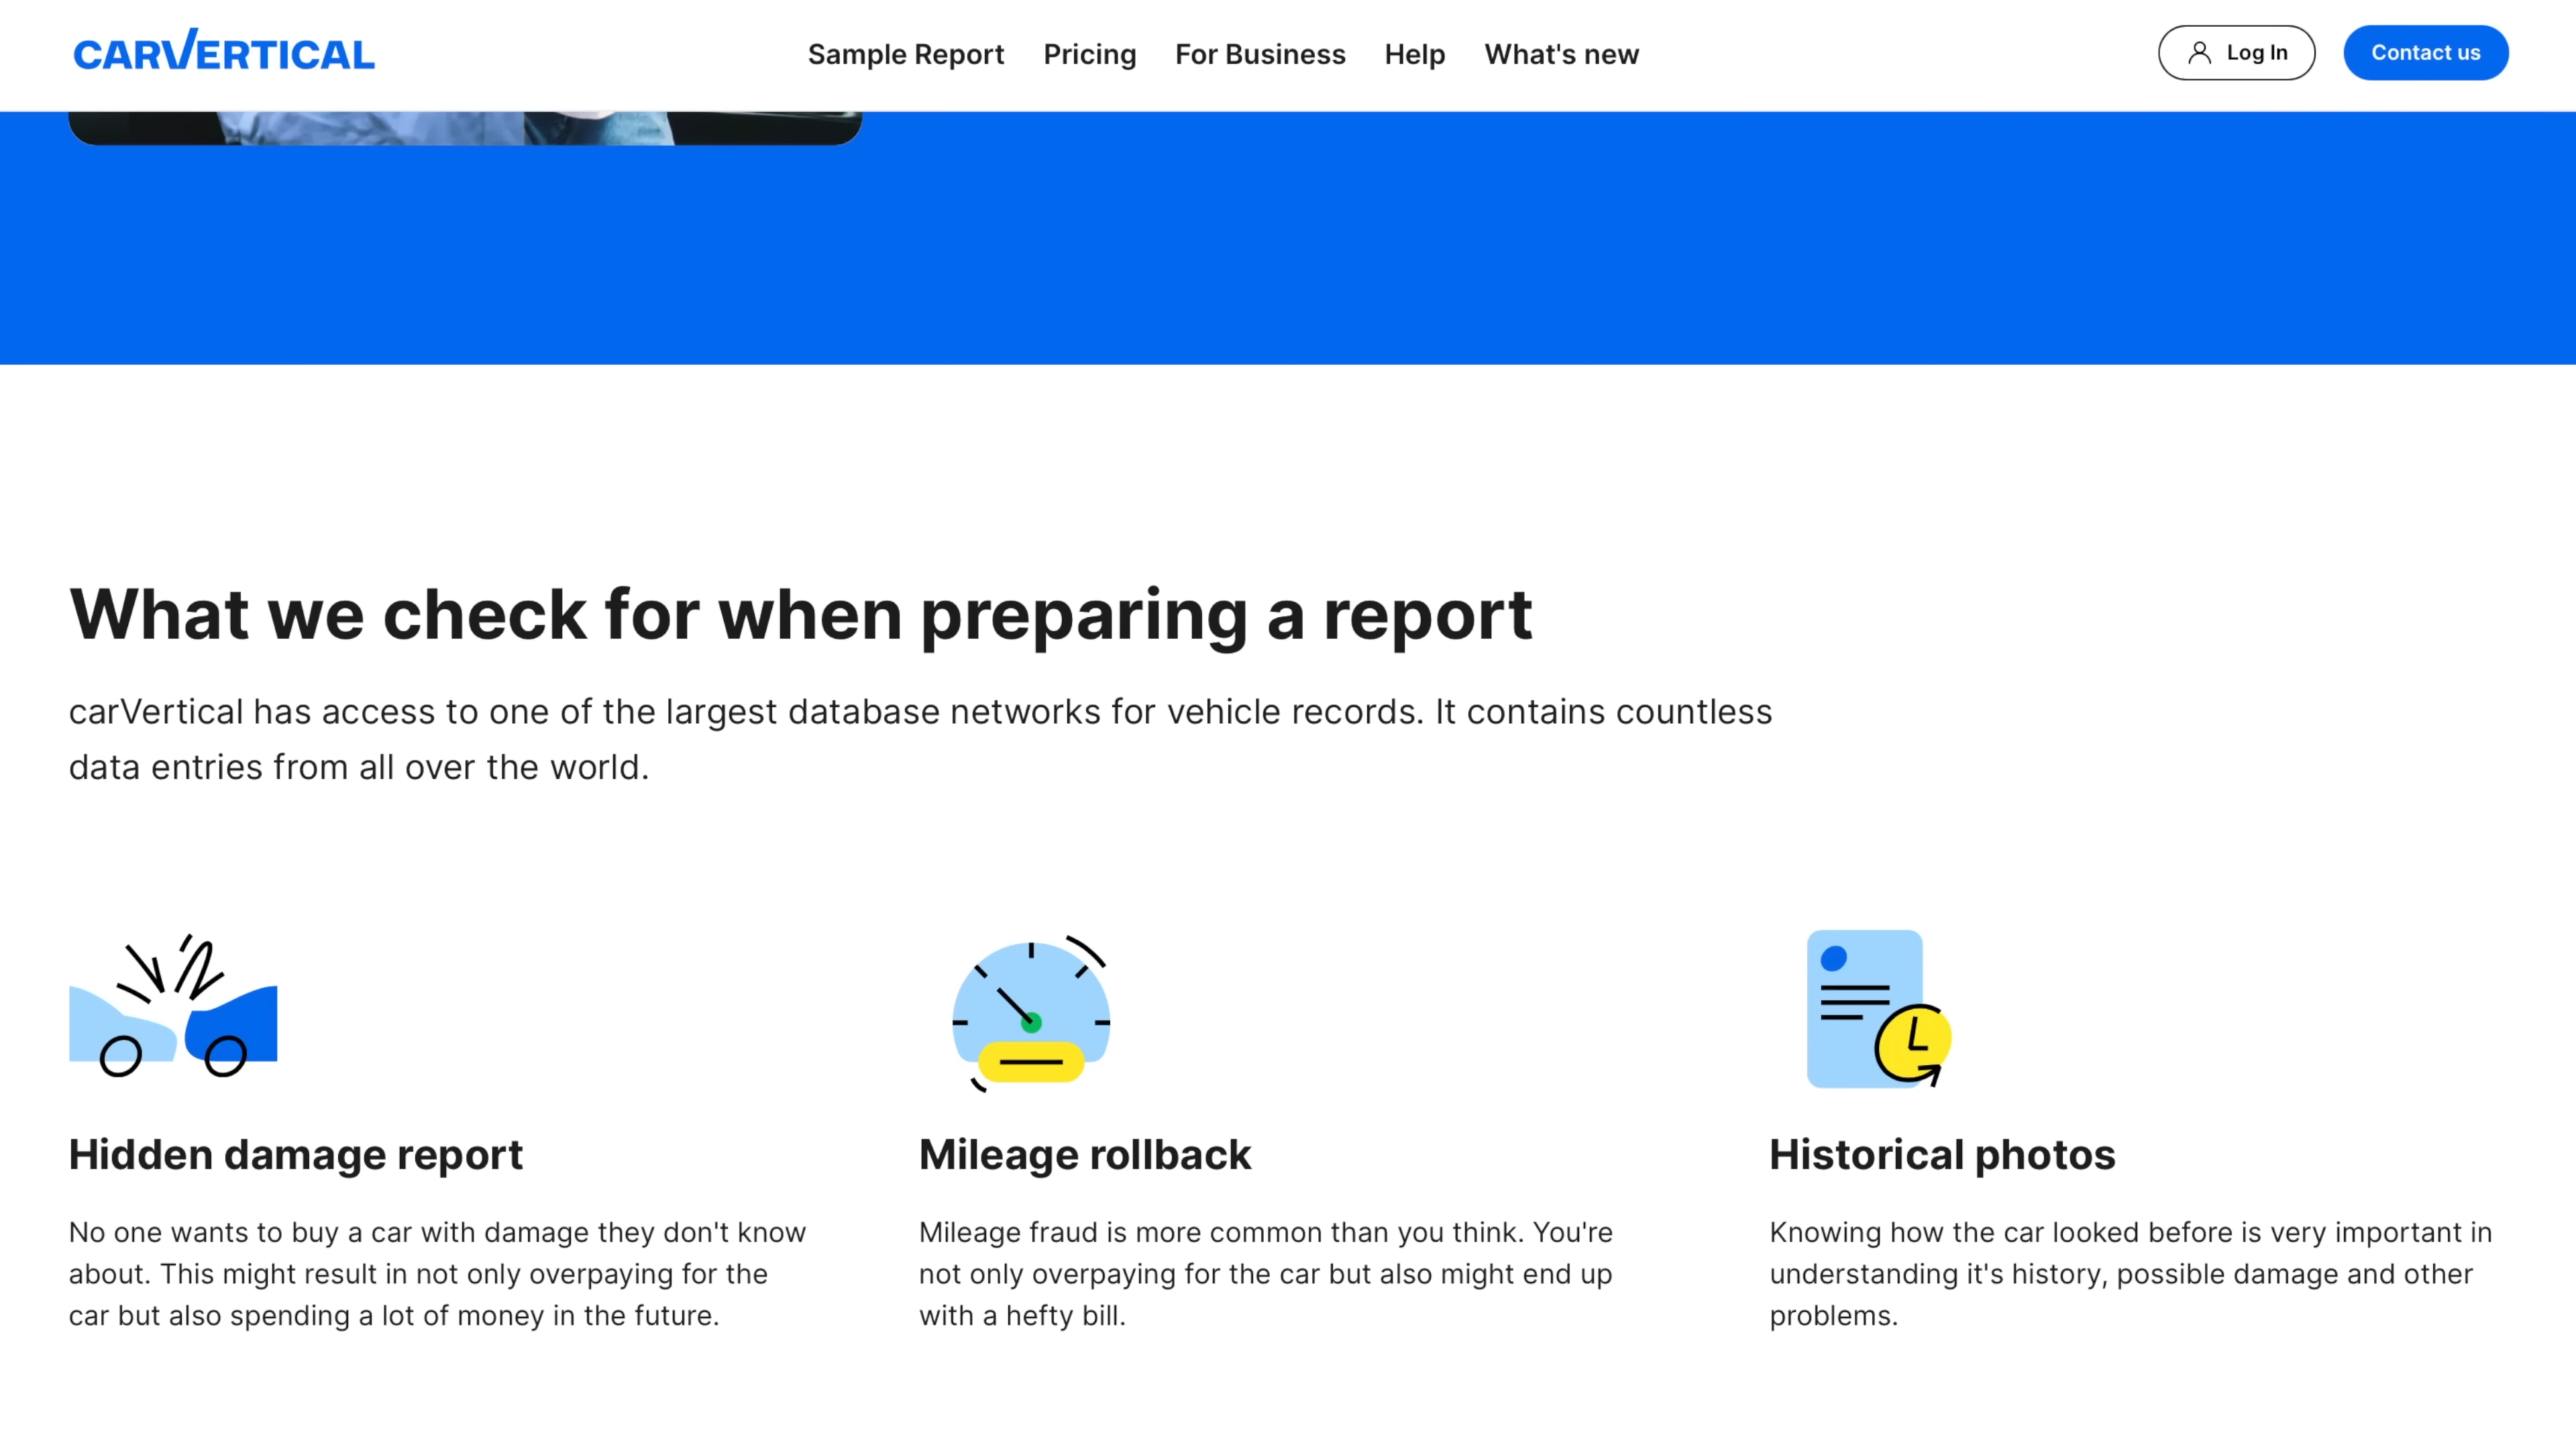 CARVERTICAL
Sample Report
Pricing
For Business
Help
What's new
Log In
Contact us
What we check for when preparing a report
carVertical has access to one of the largest database networks for vehicle records. It contains countless
data entries from all over the world.
Hidden damage report
No one wants to buy a car with damage they don't know
about. This might result in not only overpaying for the
car but also spending a lot of money in the future.
Mileage rollback
Mileage fraud is more common than you think. You're
not only overpaying for the car but also might end up
with a hefty bill.
Historical photos
Knowing how the car looked before is very important in
understanding it's history, possible damage and other
problems.